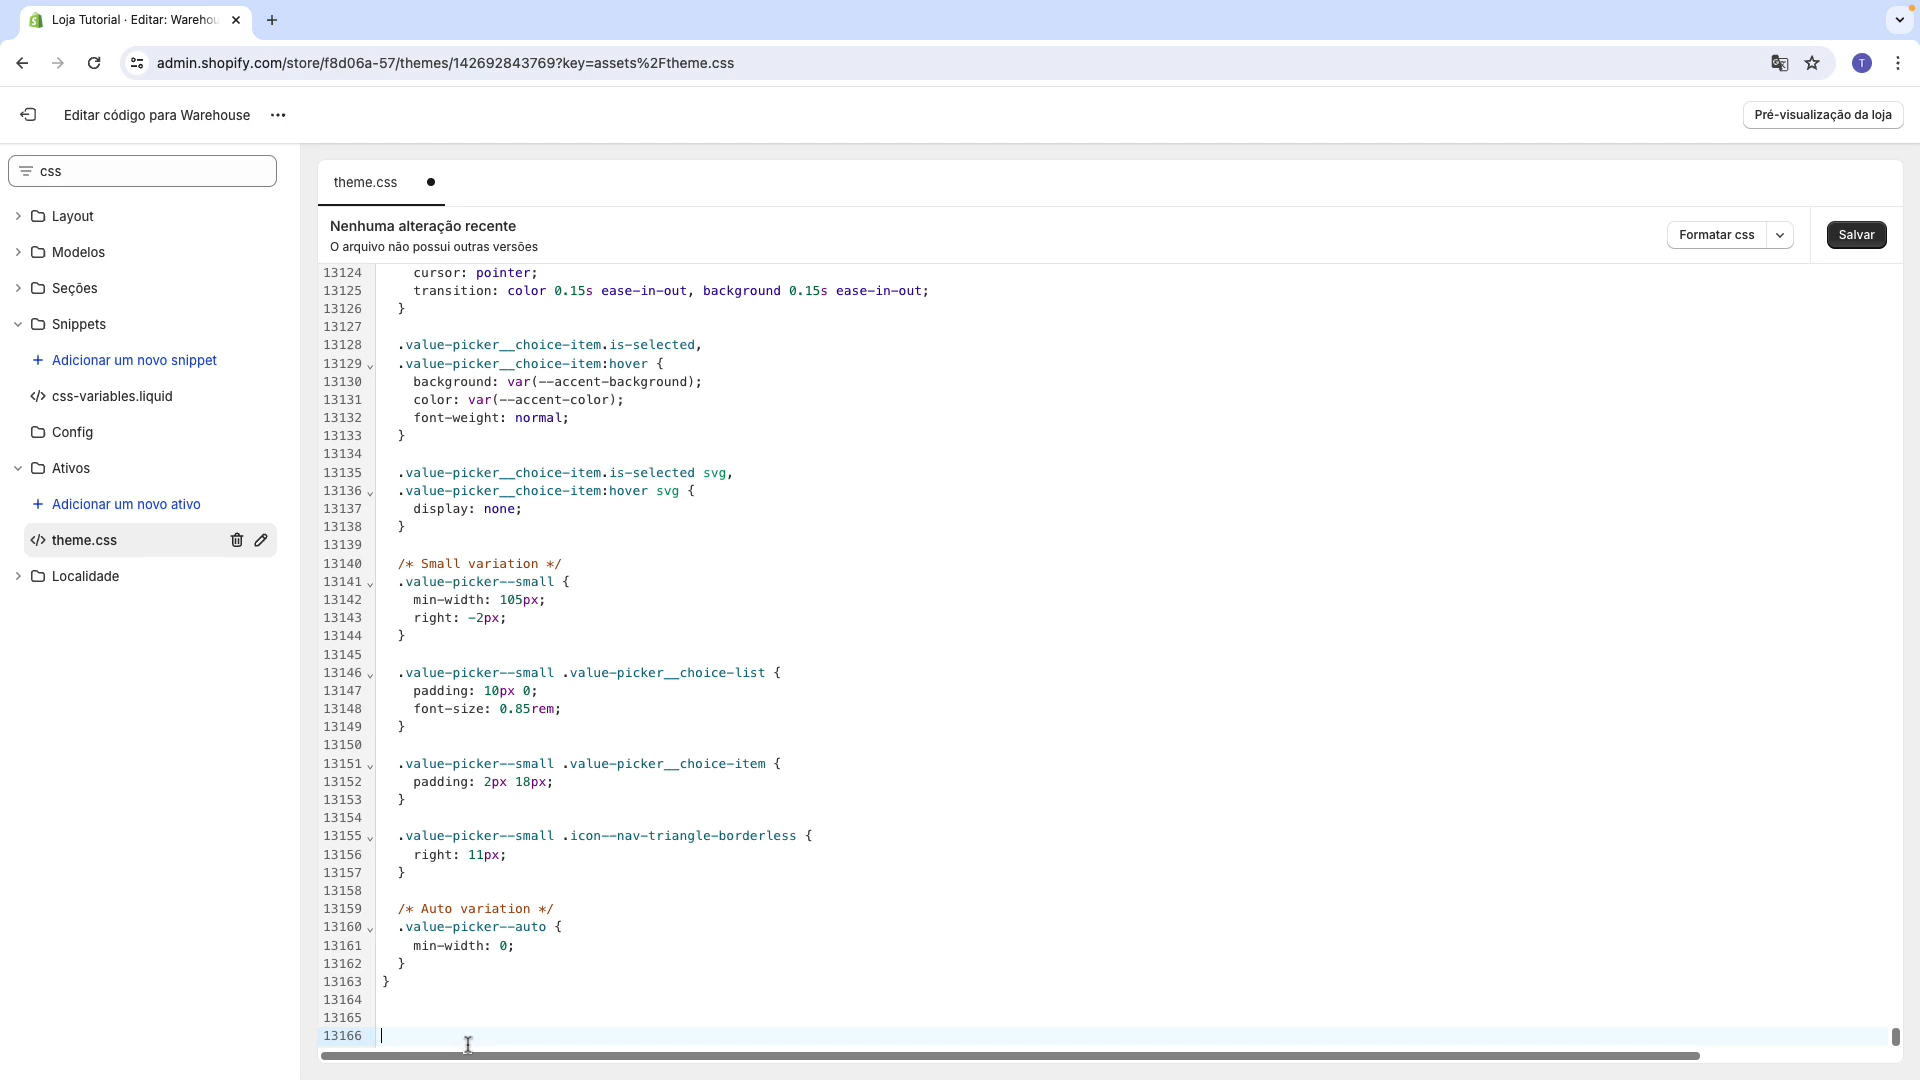 Loja Tutorial · Editar: Warehou
admin.shopify.com/store/f8d06a-57/themes/142692843769?key=assets%2Ftheme.css
T
Editar código para Warehouse
Pré-visualização da loja
css
Layout
Modelos
Seções
Snippets
Adicionar um novo snippet
css-variables.liquid
Config
Ativos
Adicionar um novo ativo
theme.css
Localidade
theme.css
Nenhuma alteração recente
O arquivo não possui outras versões
Formatar css
Salvar
13124 cursor: pointer;
13125 transition: color 0.15s ease-in-out, background 0.15s ease-in-out;
13126 }
13127
13128 .value-picker__choice-item.is-selected,
13129 .value-picker__choice-item:hover {
13130 background: var(--accent-background);
13131 color: var(--accent-color);
13132 font-weight: normal;
13133 }
13134
13135 .value-picker__choice-item.is-selected svg,
13136 .value-picker__choice-item:hover svg {
13137 display: none;
13138 }
13139
13140 /* Small variation */
13141 .value-picker--small {
13142 min-width: 105px;
13143 right: -2px;
13144 }
13145
13146 .value-picker--small .value-picker__choice-list {
13147 padding: 10px 0;
13148 font-size: 0.85rem;
13149 }
13150
13151 .value-picker--small .value-picker__choice-item {
13152 padding: 2px 18px;
13153 }
13154
13155 .value-picker--small .icon--nav-triangle-borderless {
13156 right: 11px;
13157 }
13158
13159 /* Auto variation */
13160 .value-picker--auto {
13161 min-width: 0;
13162 }
13163 }
13164
13165
13166